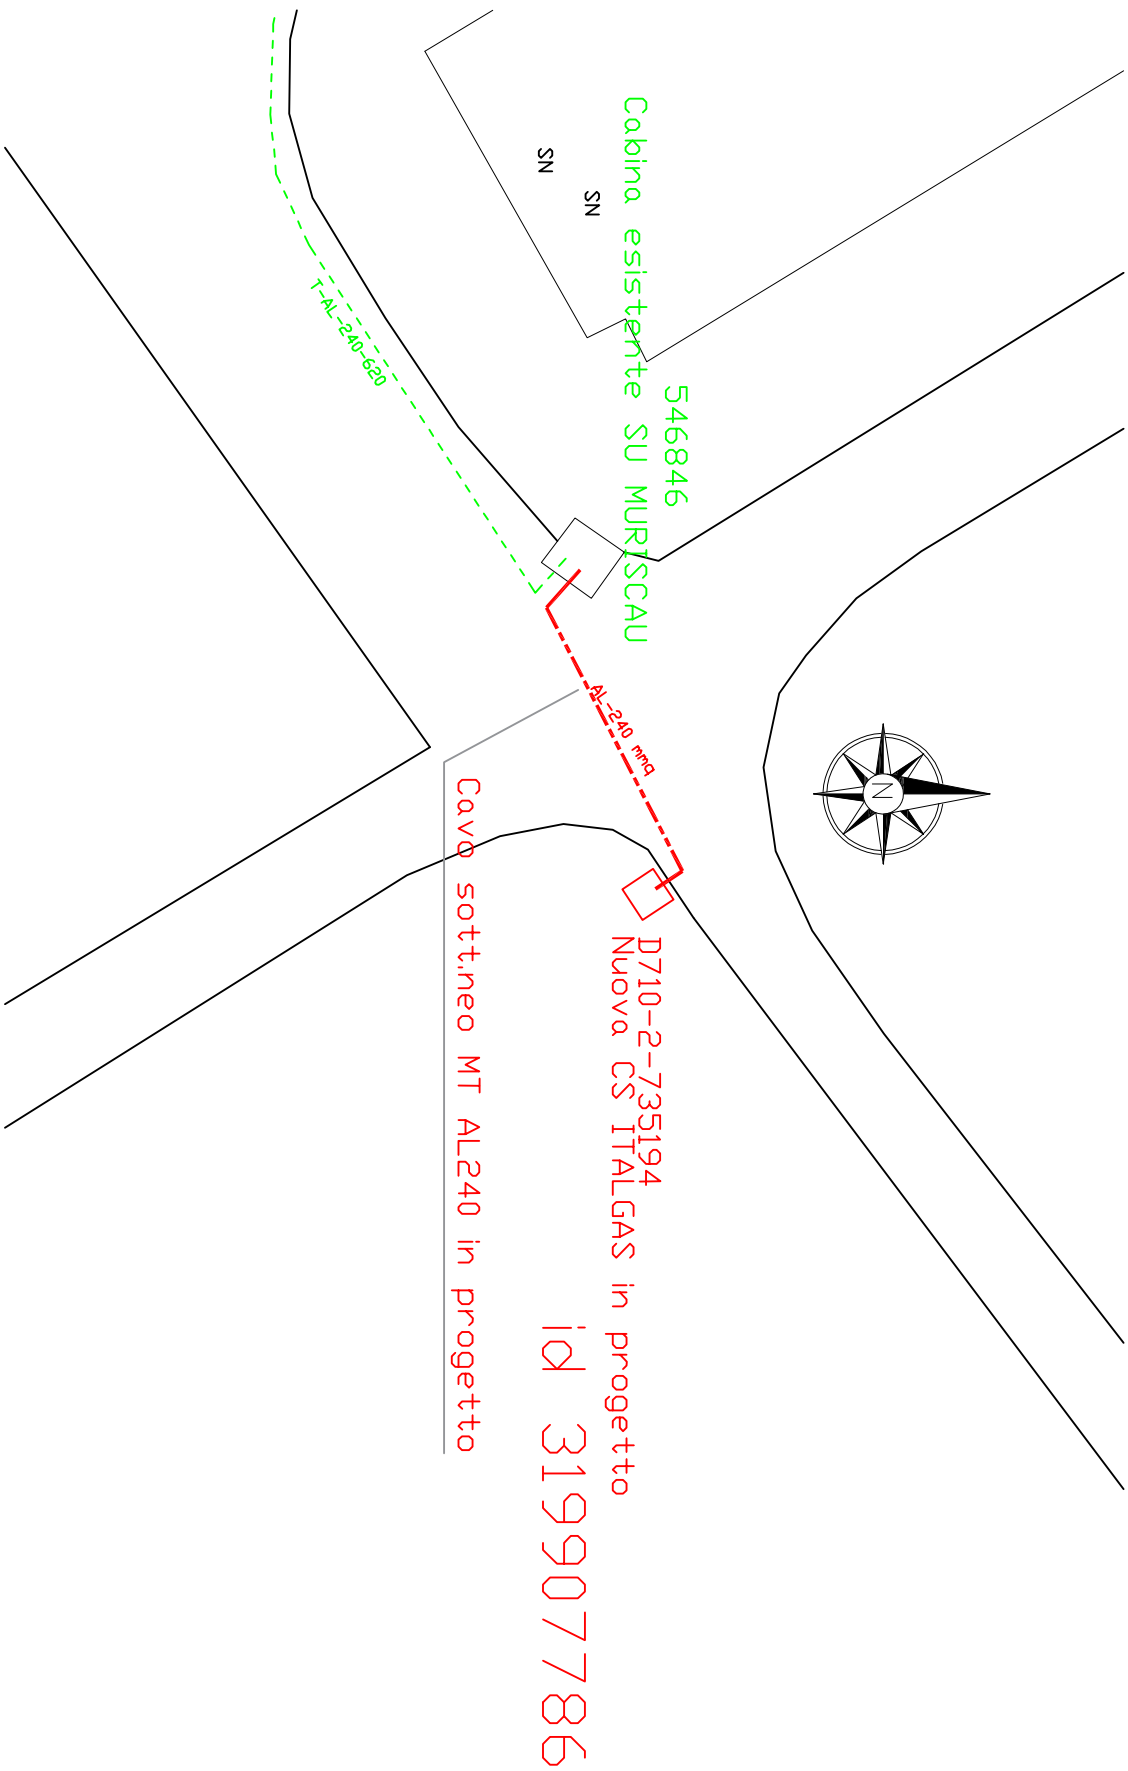 546846
Cabina esistente SU MURISCAU
SN
SN
T-AL-240-620
AL-240 mmq
N
D710-2-735194
Nuova CS ITALGAS in progetto
id 319907786
Cavo sott.neo MT AL240 in progetto